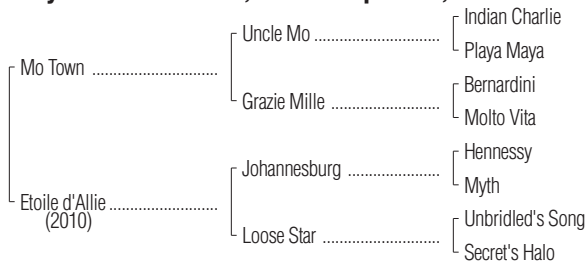 Indian Charlie
Uncle Mo
Playa Maya
Mo Town
Bernardini
Grazie Mille
Molto Vita
Hennessy
Johannesburg
Myth
Etoile d'Allie
(2010)
Unbridled's Song
Loose Star
Secret's Halo